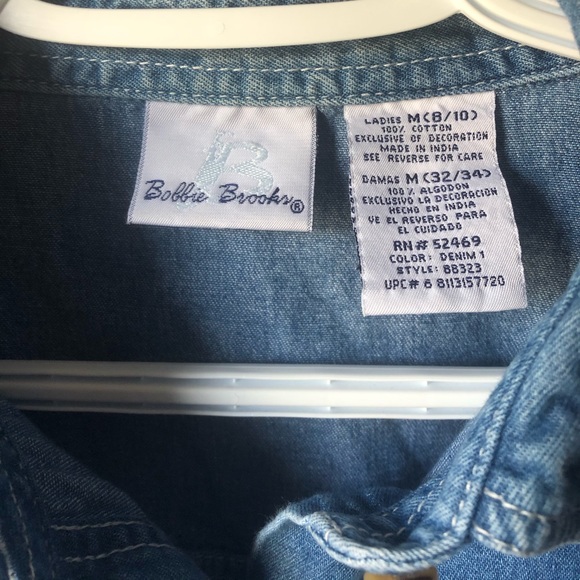 Bobbie Brooks®
LADIES M(8/10)
100% COTTON
EXCLUSIVE OF DECORATION
MADE IN INDIA
SEE REVERSE FOR CARE
DAMAS M (32/34)
100% ALGODON
EXCLUSIVO LA DECORACIÓN
HECHO EN INDIA
VE EL REVERSO PARA
EL CUIDADO
RN# 52469
COLOR: DENIM 1
STYLE: BB323
UPC# 6 8113157720